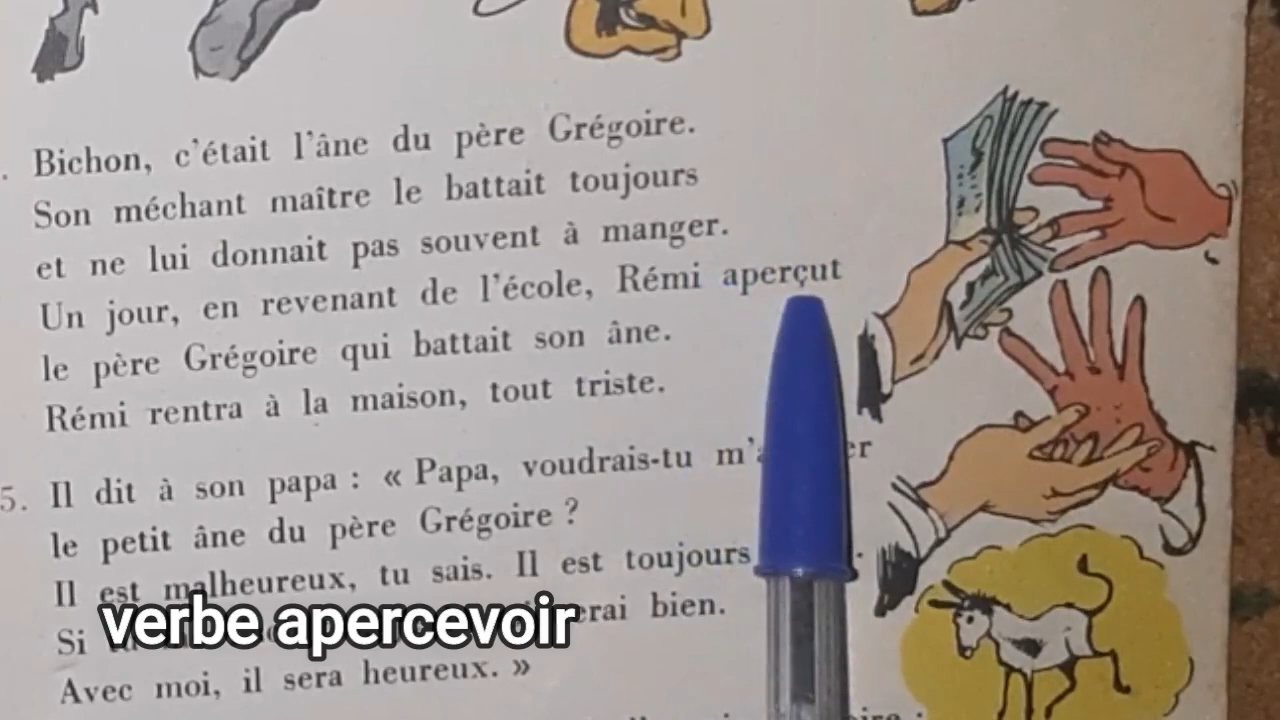 . Bichon, c'était l'âne du père Grégoire.
Son méchant maître le battait toujours
et ne lui donnait pas souvent à manger.
Un jour, en revenant de l'école, Rémi aperçut
le père Grégoire qui battait son âne.
Rémi rentra à la maison, tout triste.
5. Il dit à son papa : « Papa, voudrais-tu
le petit âne du père Grégoire ?
Il est malheureux, tu sais. Il est toujours
Si bien.
verbe apercevoir
Avec moi, il sera heureux. »